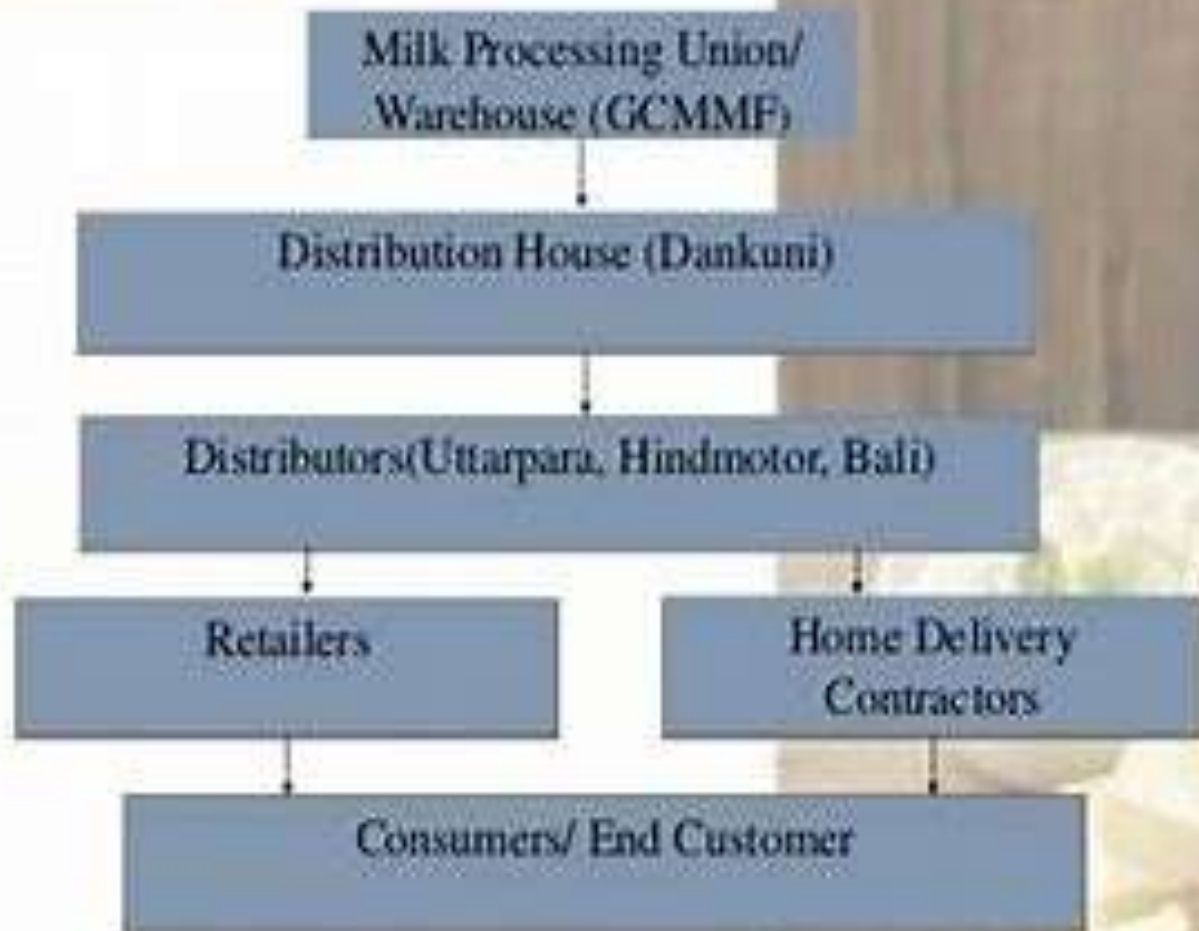 Milk Processing Union/
Warehouse (GCMMF)
Distribution House (Dankuni)
Distributors(Uttarpara, Hindmotor, Bali)
Retailers
Home Delivery
Contractors
Consumers/ End Customer